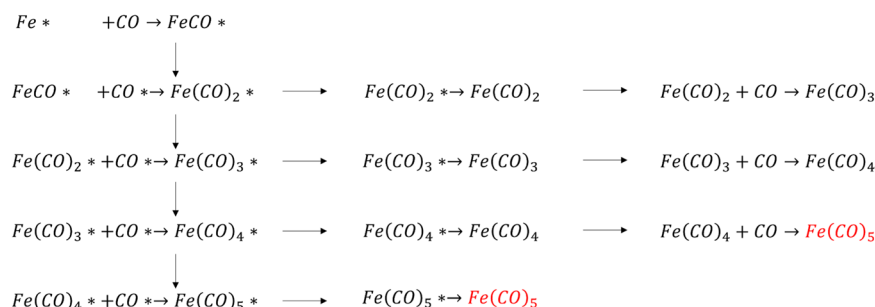 Fe * +CO → FeCO *
FeCO * +CO *→ Fe(CO)₂ * Fe(CO)₂ *→ Fe(CO)₂ Fe(CO)₂ + CO → Fe(CO)₃
Fe(CO)₂ * +CO *→ Fe(CO)₃ * Fe(CO)₃ *→ Fe(CO)₃ Fe(CO)₃ + CO → Fe(CO)₄
Fe(CO)₃ * +CO *→ Fe(CO)₄ * Fe(CO)₄ *→ Fe(CO)₄ Fe(CO)₄ + CO → Fe(CO)₅
Fe(CO)₄ * +CO *→ Fe(CO)₅ * Fe(CO)₅ *→ Fe(CO)₅